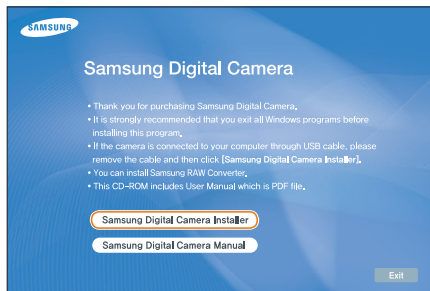 SAMSUNG
Samsung Digital Camera
• Thank you for purchasing Samsung Digital Camera.
• It is strongly recommended that you exit all Windows programs before
installing this program.
• If the camera is connected to your computer through USB cable, please
remove the cable and then click [Samsung Digital Camera Installer].
• You can install Samsung RAW Converter.
• This CD-ROM includes User Manual which is PDF file.
Samsung Digital Camera Installer
Samsung Digital Camera Manual
Exit